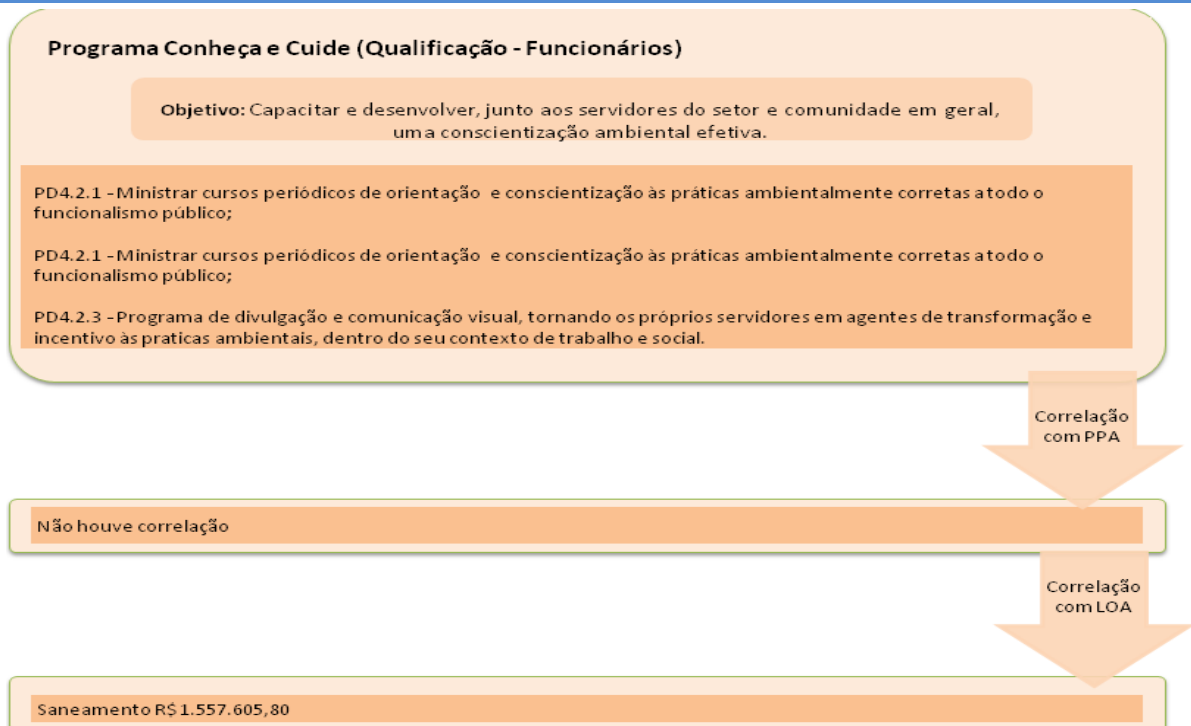 Programa Conheça e Cuide (Qualificação - Funcionários)
Objetivo: Capacitar e desenvolver, junto aos servidores do setor e comunidade em geral,
uma conscientização ambiental efetiva.
PD4.2.1 - Ministrar cursos periódicos de orientação e conscientização às práticas ambientalmente corretas a todo o
funcionalismo público;
PD4.2.1 - Ministrar cursos periódicos de orientação e conscientização às práticas ambientalmente corretas a todo o
funcionalismo público;
PD4.2.3 - Programa de divulgação e comunicação visual, tornando os próprios servidores em agentes de transformação e
incentivo às praticas ambientais, dentro do seu contexto de trabalho e social.
Correlação
com PPA
Não houve correlação
Correlação
com LOA
Saneamento R$ 1.557.605,80